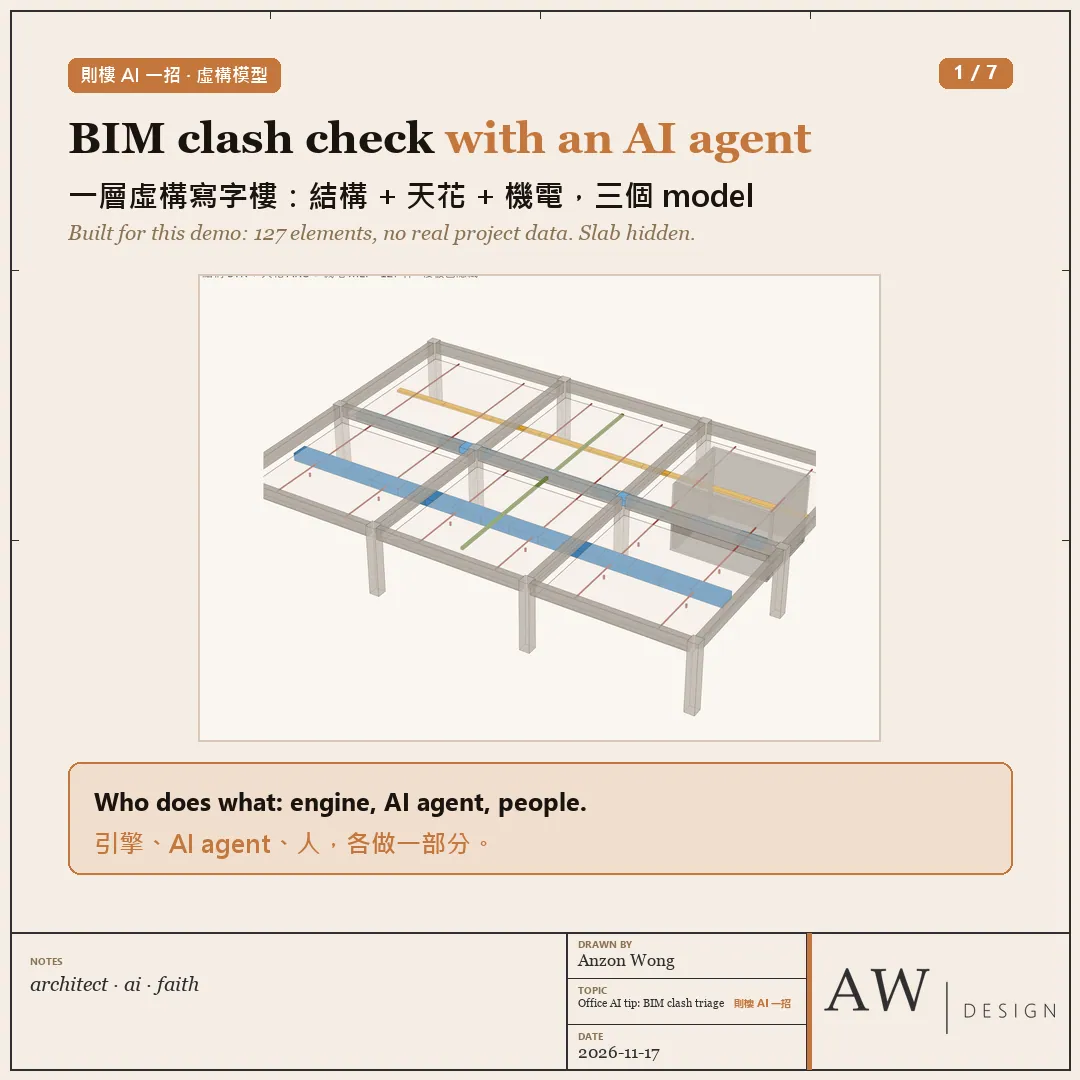 則樓 AI 一招 · 虛構模型
1 / 7
BIM clash check with an AI agent
一層虛構寫字樓：結構 + 天花 + 機電，三個 model
Built for this demo: 127 elements, no real project data. Slab hidden.
Who does what: engine, AI agent, people.
引擎、AI agent、人，各做一部分。
NOTES
architect · ai · faith
DRAWN BY
Anzon Wong
TOPIC
Office AI tip: BIM clash triage 則樓 AI 一招
DATE
2026-11-17
AW | DESIGN